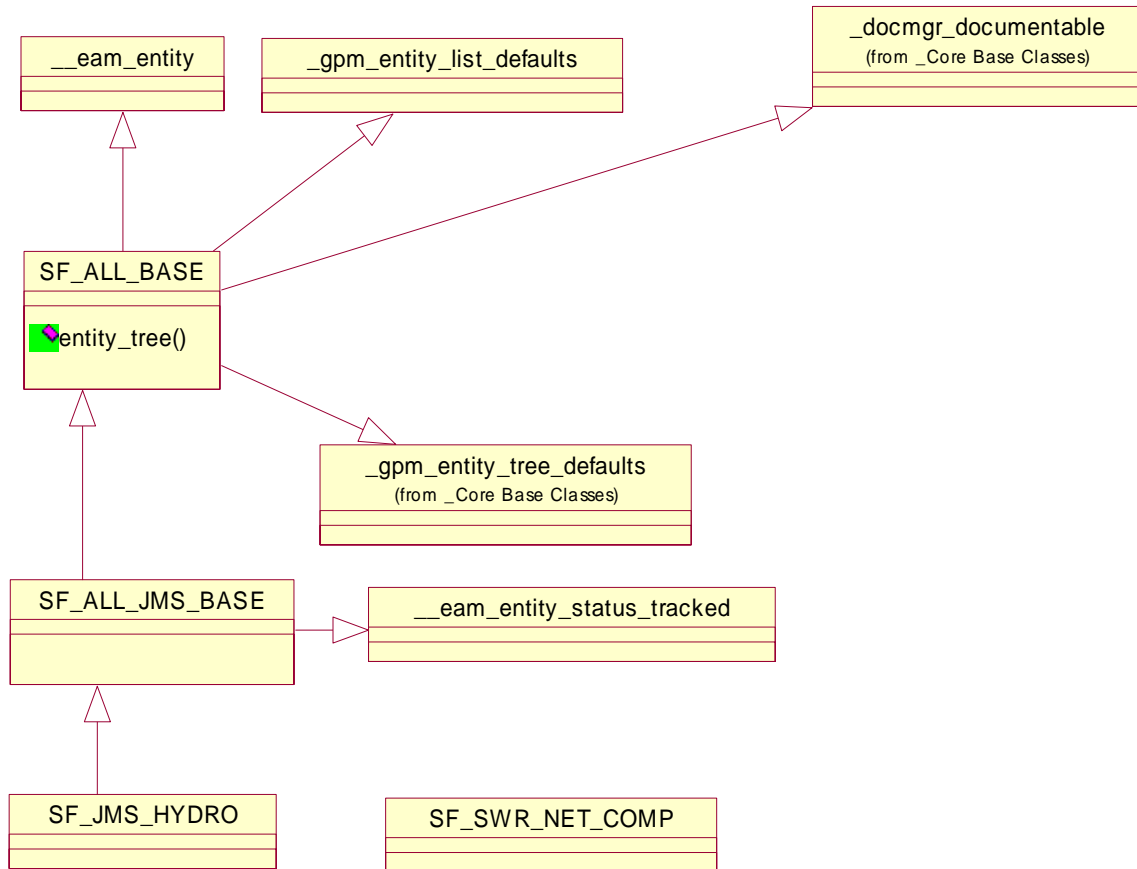 _docmgr_documentable
(from _Core Base Classes)
__eam_entity
_gpm_entity_list_defaults
SF_ALL_BASE
entity_tree()
_gpm_entity_tree_defaults
(from _Core Base Classes)
SF_ALL_JMS_BASE
__eam_entity_status_tracked
SF_JMS_HYDRO
SF_SWR_NET_COMP